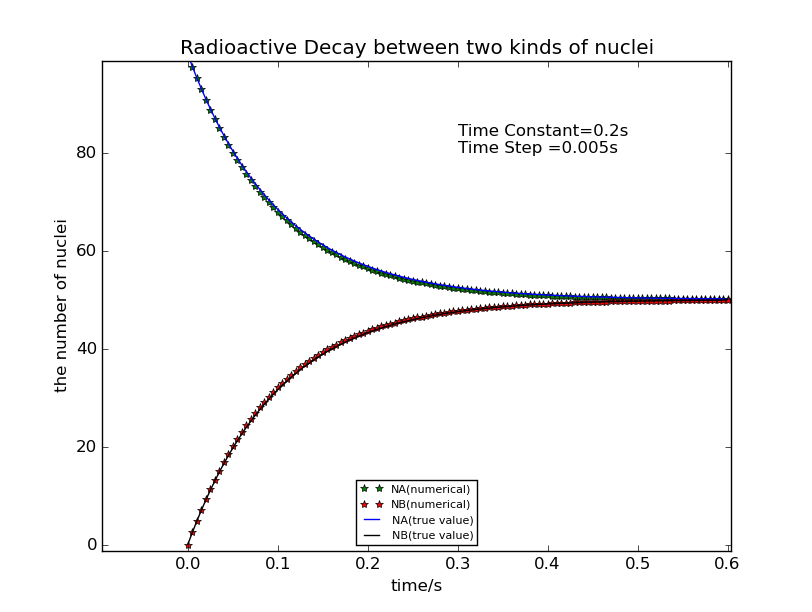 Radioactive Decay between two kinds of nuclei
Time Constant=0.2s
Time Step =0.005s
80
60
40
20
0
the number of nuclei
NA(numerical)
NB(numerical)
NA(true value)
NB(true value)
0.0 0.1 0.2 0.3 0.4 0.5 0.6
time/s